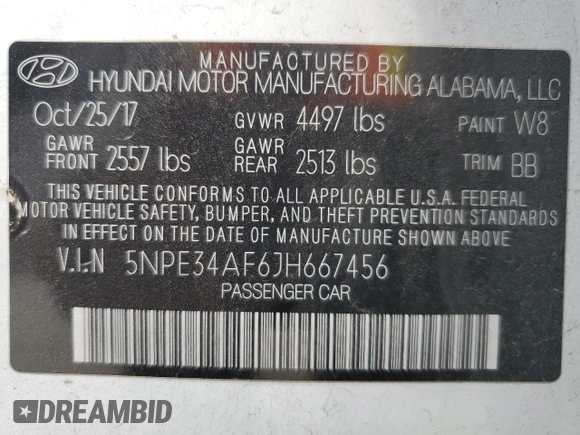 MANUFACTURED BY
HYUNDAI MOTOR MANUFACTURING ALABAMA, LLC
Oct/25/17 GVWR 4497 lbs PAINT W8
GAWR FRONT 2557 lbs GAWR REAR 2513 lbs TRIM BB
THIS VEHICLE CONFORMS TO ALL APPLICABLE U.S.A. FEDERAL
MOTOR VEHICLE SAFETY, BUMPER, AND THEFT PREVENTION STANDARDS
IN EFFECT ON THE DATE OF MANUFACTURE SHOWN ABOVE.
V.I.N 5NPE34AF6JH667456
PASSENGER CAR
DREAMBID